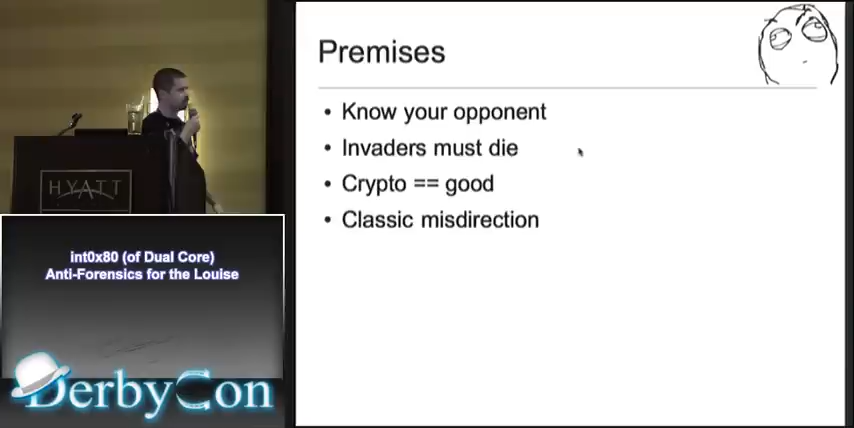 Premises
• Know your opponent
• Invaders must die
• Crypto == good
• Classic misdirection
HYATT
int0x80 (of Dual Core)
Anti-Forensics for the Louise
DerbyCon